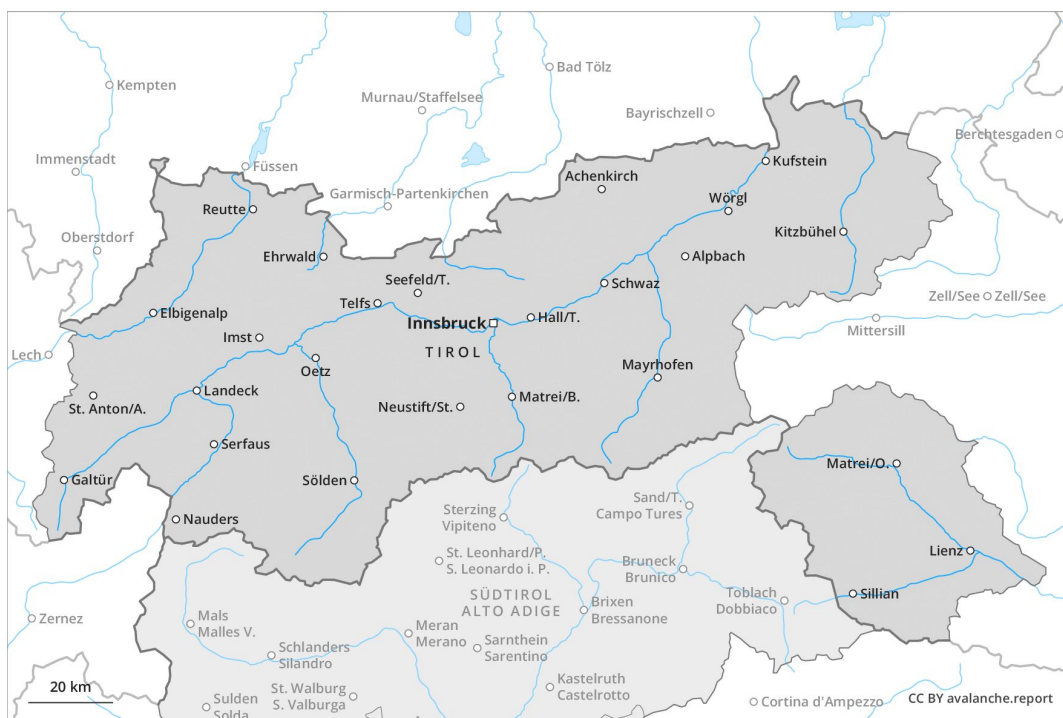 Kempten
Bad Tölz
Murnau/Staffelsee
Bayrischzell
Berchtesgaden
Immenstadt
Füssen
Kufstein
Achenkirch
Garmisch-Partenkirchen
Wörgl
Reutte
Oberstdorf
Kitzbühel
Ehrwald
Alpbach
Seefeld/T.
Schwaz
Zell/See
Zell/See
Telfs
Elbigenalp
Hall/T.
Innsbruck
Mittersill
Imst
TIROL
Lech
Oetz
Mayrhofen
Landeck
St. Anton/A.
Neustift/St.
Matrei/B.
Serfaus
Matrei/O.
Galtür
Sölden
Sand/T.
Campo Tures
Sterzing
Vipiteno
Nauders
Lienz
St. Leonhard/P.
S. Leonardo i. P.
Bruneck
Brunico
SÜDTIROL
ALTO ADIGE
Sillian
Toblach
Dobbiaco
Brixen
Bressanone
Zernez
Mals
Malles V.
Meran
Merano
Sarnthein
Sarentino
Schlanders
Silandro
20 km
St. Walburg
S. Valburga
Kastelruth
Castelrotto
Sulden
Solda
Cortina d'Ampezzo
CC BY avalanche.report